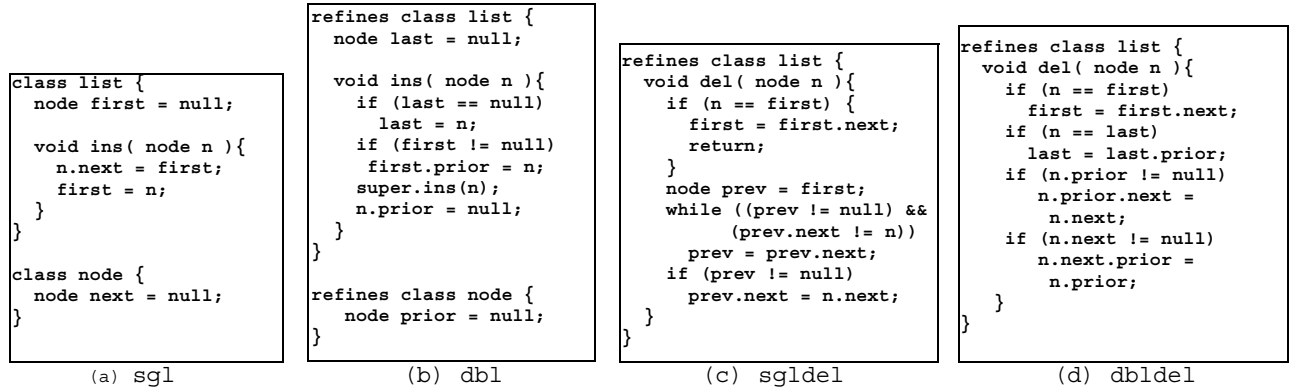 class list {
  node first = null;
  void ins( node n ){
    n.next = first;
    first = n;
  }
}
class node {
  node next = null;
}
(a) sgl
refines class list {
  node last = null;
  void ins( node n ){
    if (last == null)
      last = n;
    if (first != null)
     first.prior = n;
    super.ins(n);
    n.prior = null;
  }
}
refines class node {
   node prior = null;
}
(b) dbl
refines class list {
  void del( node n ){
    if (n == first) {
      first = first.next;
      return;
    }
    node prev = first;
    while ((prev != null) &&
          (prev.next != n))
      prev = prev.next;
    if (prev != null)
      prev.next = n.next;
  }
}
(c) sgldel
refines class list {
  void del( node n ){
    if (n == first)
      first = first.next;
    if (n == last)
      last = last.prior;
    if (n.prior != null)
       n.prior.next =
        n.next;
    if (n.next != null)
       n.next.prior =
        n.prior;
   }
}
(d) dbldel